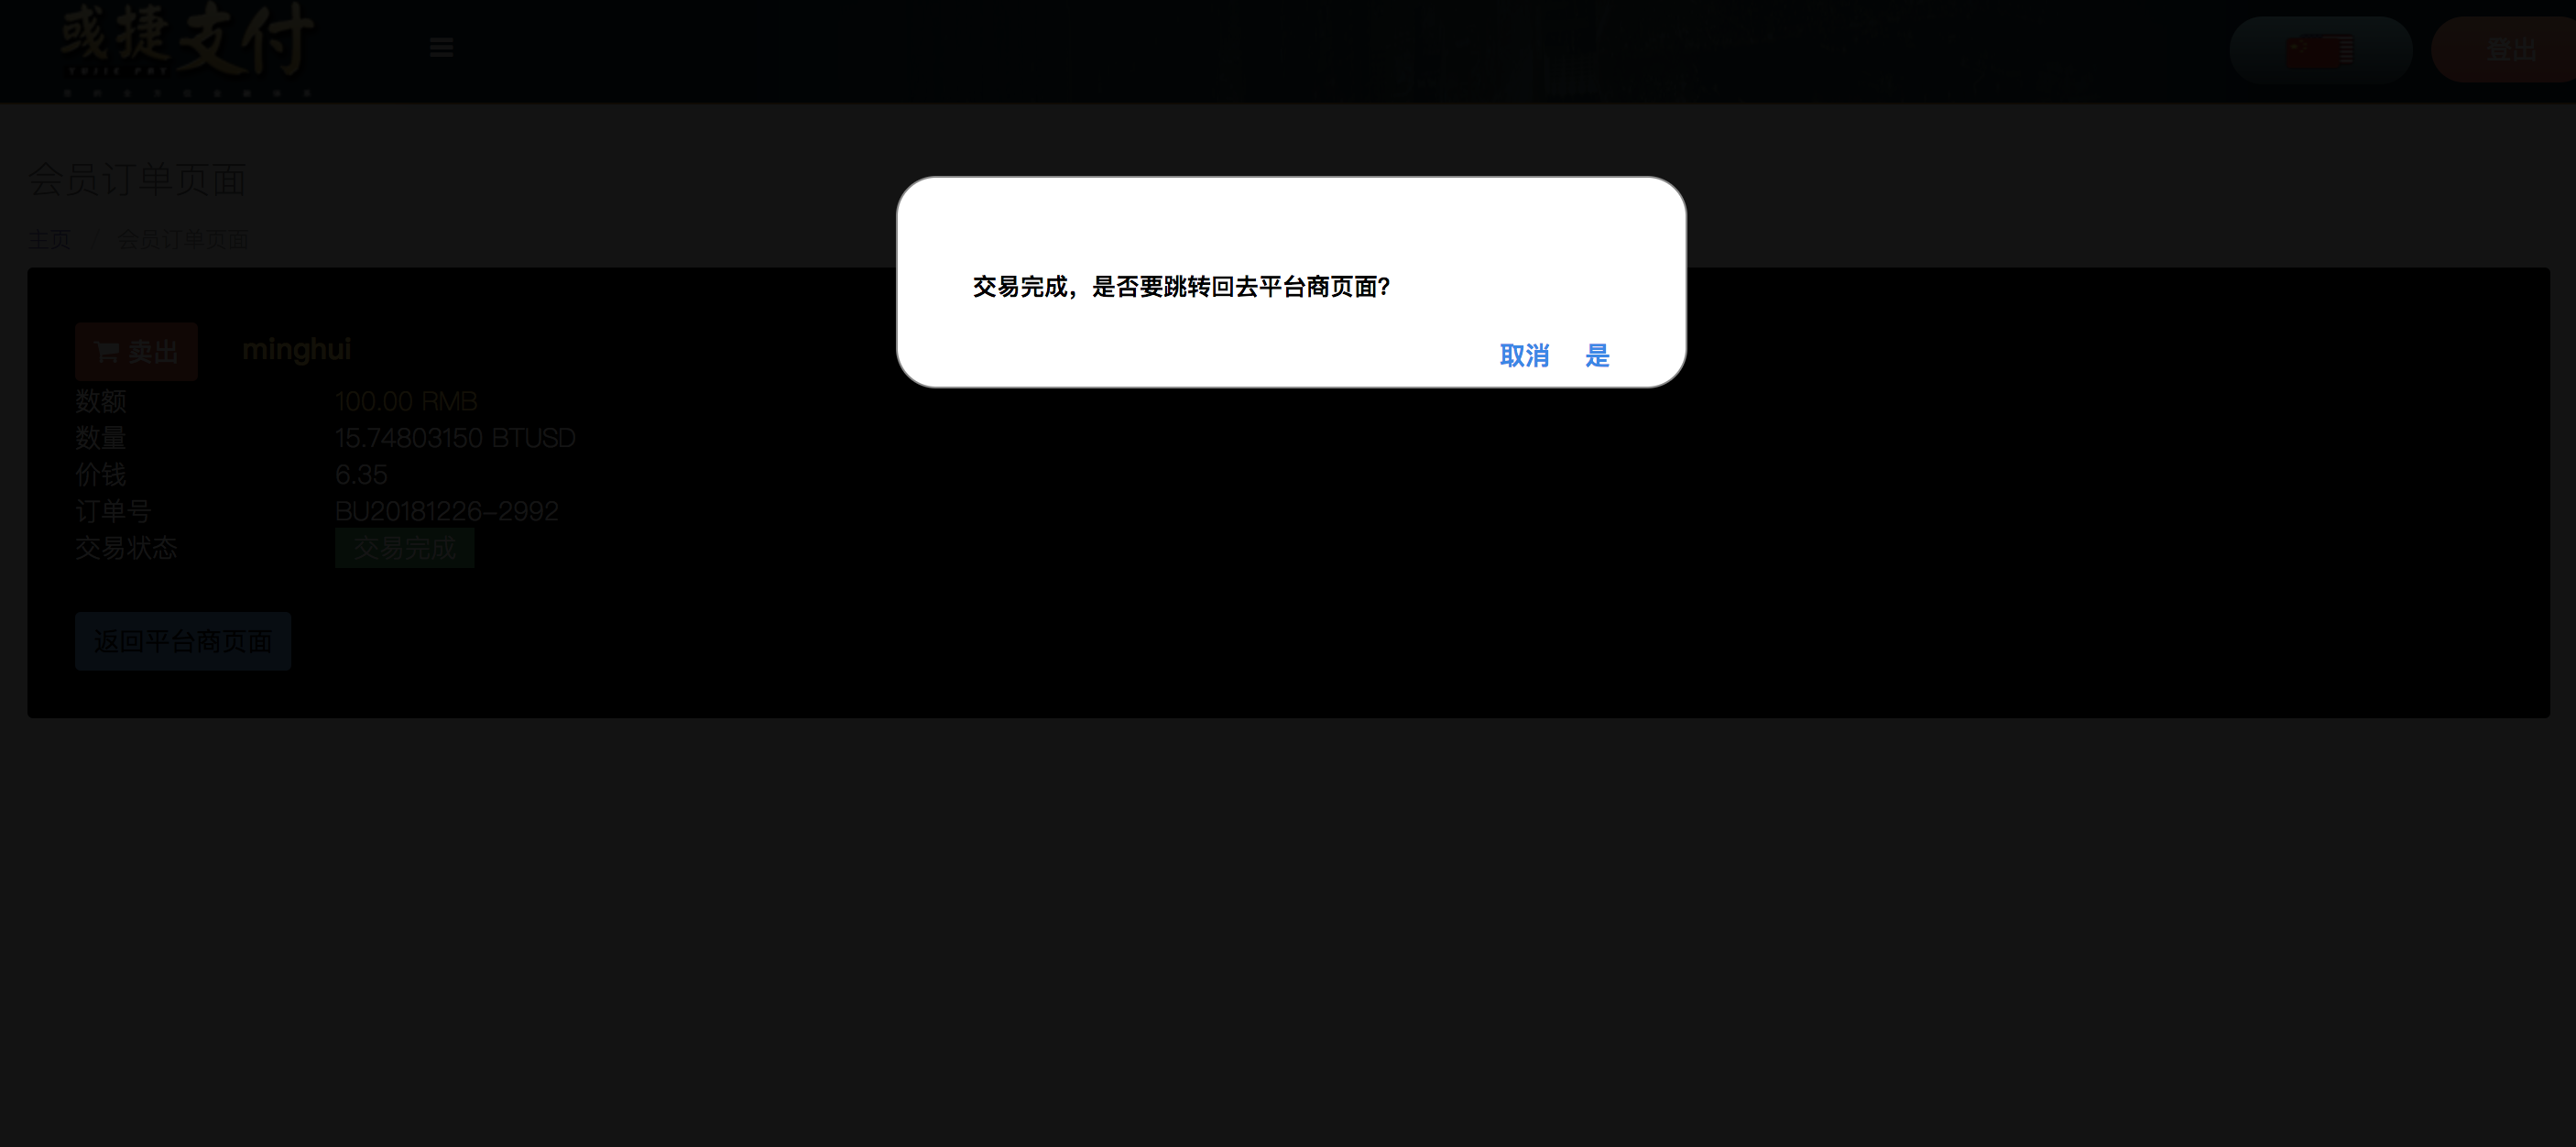 彧捷支付
登出
会员订单页面
主页 / 会员订单页面
交易完成，是否要跳转回去平台商页面?
取消 是
卖出 minghui
数额 100.00 RMB
数量 15.74803150 BTUSD
价钱 6.35
订单号 BU20181226-2992
交易状态 交易完成
返回平台商页面